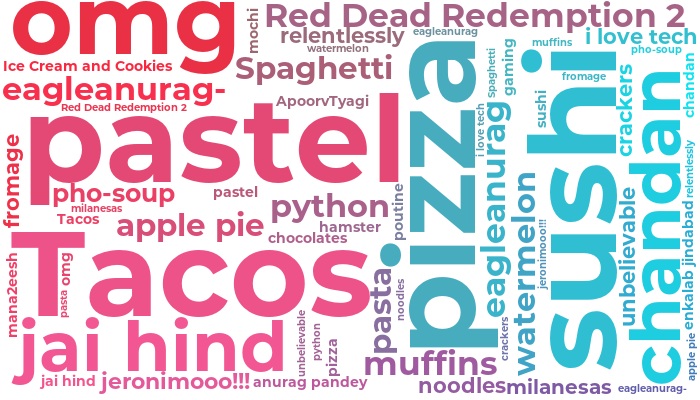 omg
mochi
Red Dead Redemption 2
relentlessly
eagleanurag
watermelon
i love tech
muffins
pho-soup
Ice Cream and Cookies
Spaghetti
eagleanurag-
Red Dead Redemption 2
ApoorvTyagi
pastel
pizza
Spaghetti
gaming
sushi
fromage
sushi
crackers
chandan
chandan
i love tech
eagleanurag
fromage
pho-soup
milanesas
Tacos
pastel
python
poutine
apple pie
hamster
chocolates
watermelon
jeronimooo!!!
unbelievable
relentlessly
enkalab jindabad
mana2eesh
Tacos
pasta
omg
pasta
noodles
jai hind
unbelievable
python
pizza
crackers
muffins
apple pie
jai hind
jeronimooo!!!
anurag pandey
noodles
milanesas
eagleanurag-